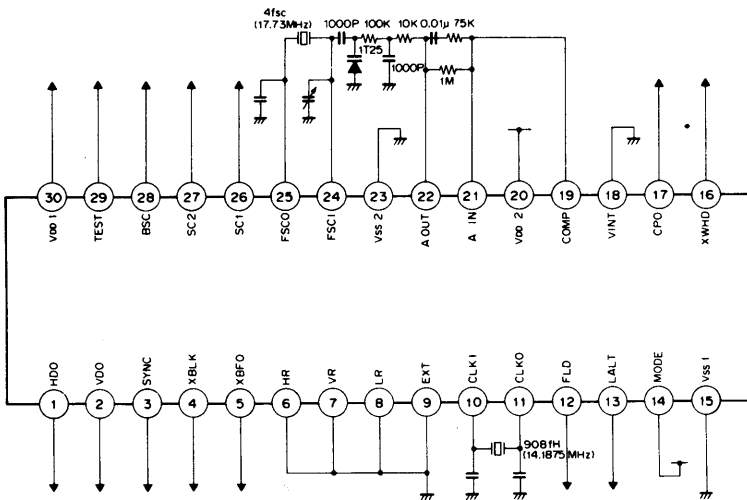 4fsc
(17.73MHz)
1000P 100K 10K 0.01μ 75K
1T25
1000P
1M
30 29 28 27 26 25 24 23 22 21 20 19 18 17 16
VDD 1 TEST BSC SC2 SC1 FSCO FSCI VSS 2 A OUT A IN VDD 2 COMP VINT CPO XWHD
HDO VDO SYNC XBLK XBFO HR VR LR EXT CLKI CLKO FLD LALT MODE VSS 1
1 2 3 4 5 6 7 8 9 10 11 12 13 14 15
908fH
(14.1875MHz)